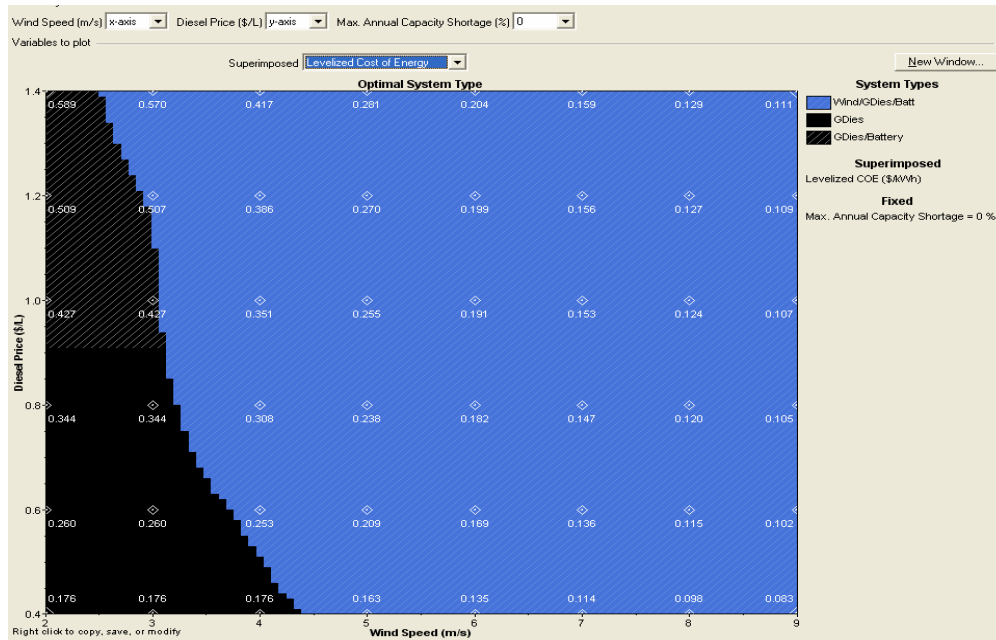 Wind Speed (m/s) x-axis Diesel Price ($/L) y-axis Max. Annual Capacity Shortage (%) 0
Variables to plot
Superimposed Levelized Cost of Energy New Window...
Optimal System Type
System Types
Wind/GDies/Batt
GDies
GDies/Battery
Superimposed
Levelized COE ($/kWh)
Fixed
Max. Annual Capacity Shortage = 0 %
Diesel Price ($/L)
1.4
0.589 0.570 0.417 0.281 0.204 0.159 0.129 0.111
1.2
0.509 0.507 0.386 0.270 0.199 0.156 0.127 0.109
1.0
0.427 0.427 0.351 0.255 0.191 0.153 0.124 0.107
0.8
0.344 0.344 0.308 0.238 0.182 0.147 0.120 0.105
0.6
0.260 0.260 0.253 0.209 0.169 0.136 0.115 0.102
0.176 0.176 0.176 0.163 0.135 0.114 0.098 0.083
0.4
2 3 4 5 6 7 8 9
Right click to copy, save, or modify
Wind Speed (m/s)